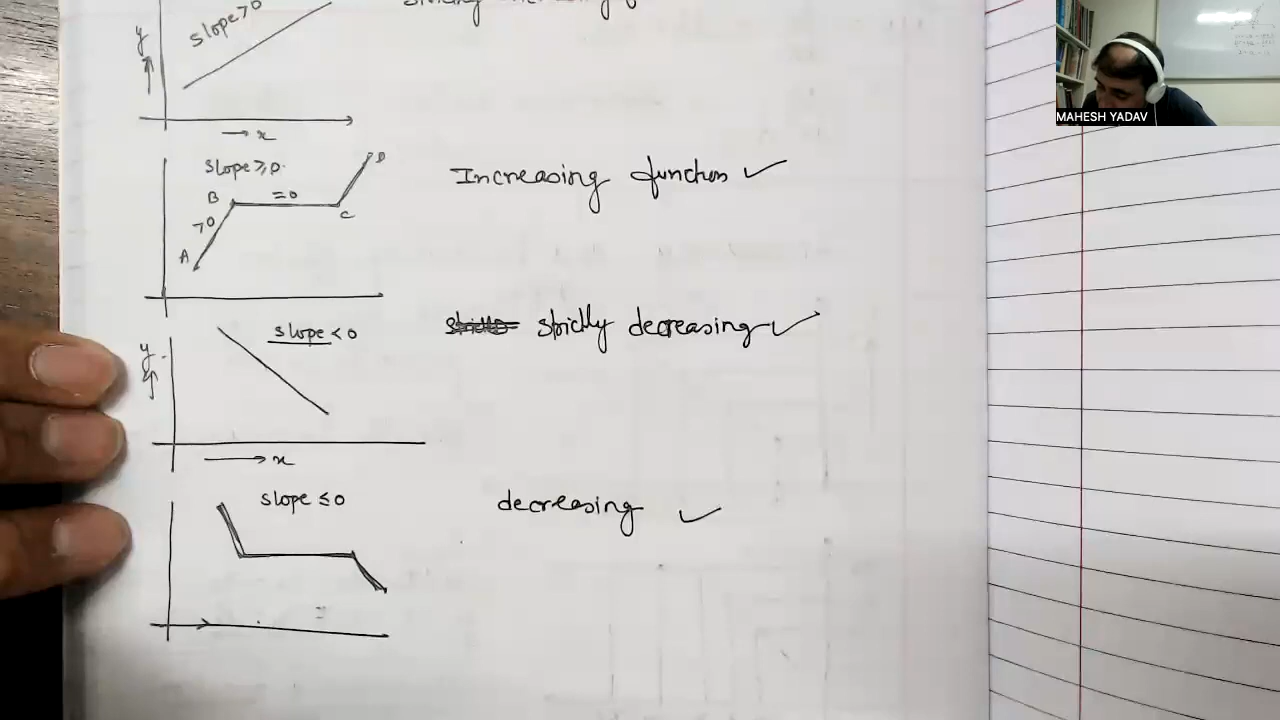 slope>0
y
x
slope≥0
Increasing function ✓
B =0 D
>0 C
A
slope<0
strictly decreasing ✓
y
x
slope ≤0
decreasing ✓
=
MAHESH YADAV